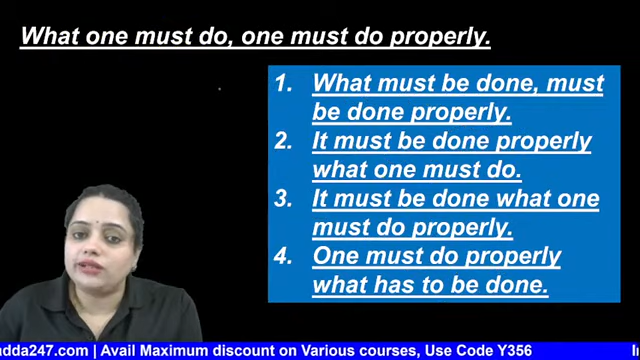 What one must do, one must do properly.
1. What must be done, must
be done properly.
2. It must be done properly
what one must do.
3. It must be done what one
must do properly.
4. One must do properly
what has to be done.
adda247.com | Avail Maximum discount on Various courses, Use Code Y356